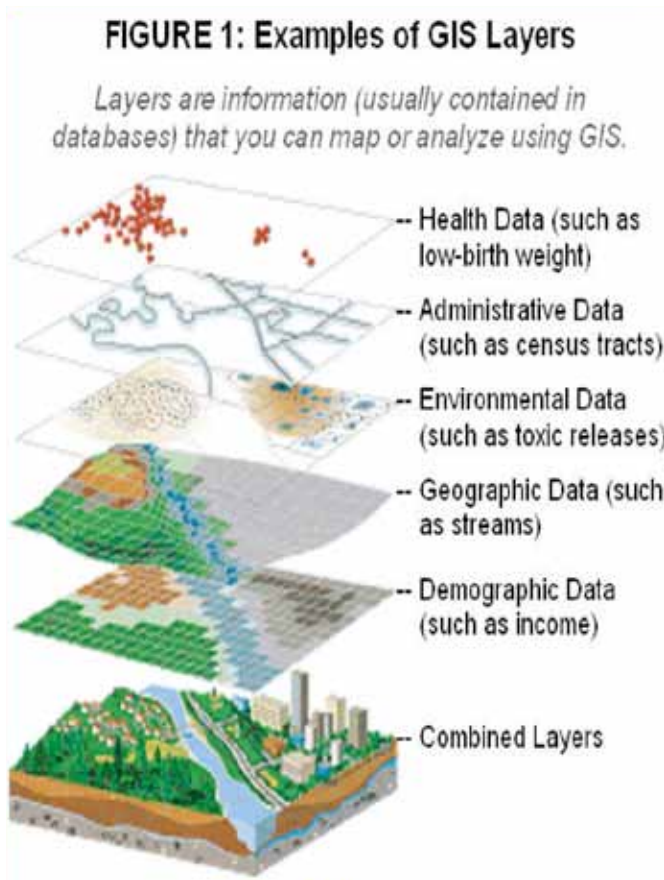 FIGURE 1: Examples of GIS Layers
Layers are information (usually contained in
databases) that you can map or analyze using GIS.
-- Health Data (such as
low-birth weight)
-- Administrative Data
(such as census tracts)
-- Environmental Data
(such as toxic releases)
-- Geographic Data (such
as streams)
-- Demographic Data
(such as income)
-- Combined Layers